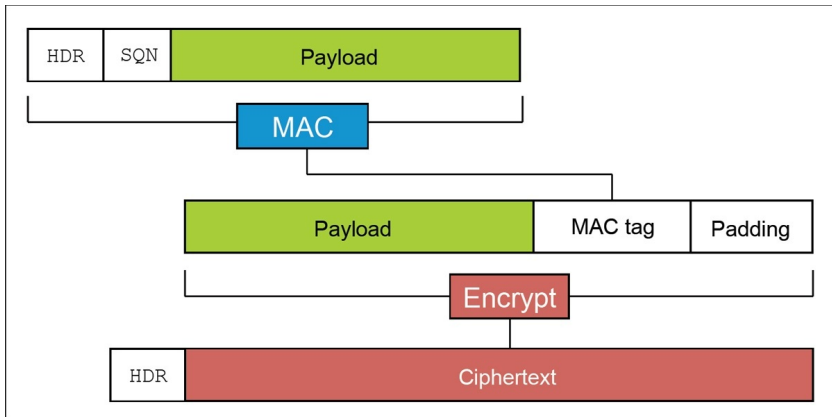 HDR SQN Payload
MAC
Payload MAC tag Padding
Encrypt
HDR Ciphertext